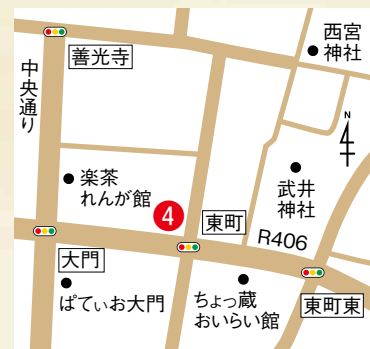 西宮
神社
善光寺
中央通り
N
楽茶
れんが館
武井
神社
4
東町
R406
大門
ぱてぃお大門
ちょっ蔵
おいらい館
東町東